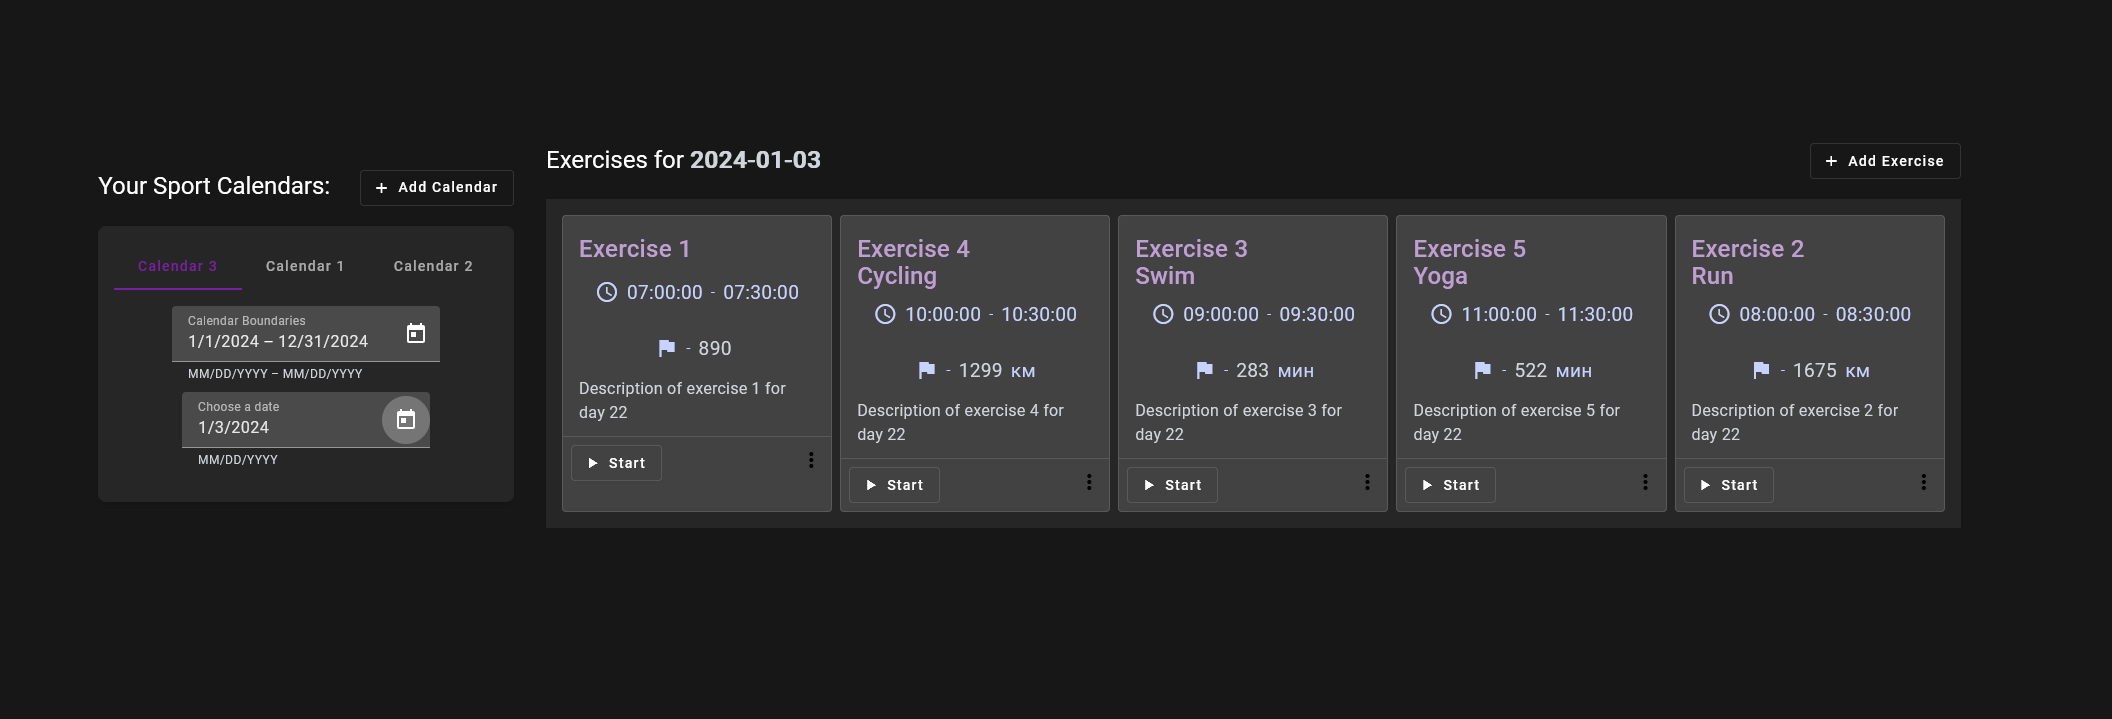 Your Sport Calendars:
+ Add Calendar
Calendar 3
Calendar 1
Calendar 2
Calendar Boundaries
1/1/2024 – 12/31/2024
MM/DD/YYYY – MM/DD/YYYY
Choose a date
1/3/2024
MM/DD/YYYY
Exercises for 2024-01-03
+ Add Exercise
Exercise 1
07:00:00 - 07:30:00
- 890
Description of exercise 1 for
day 22
Start
Exercise 4
Cycling
10:00:00 - 10:30:00
- 1299 км
Description of exercise 4 for
day 22
Start
Exercise 3
Swim
09:00:00 - 09:30:00
- 283 мин
Description of exercise 3 for
day 22
Start
Exercise 5
Yoga
11:00:00 - 11:30:00
- 522 мин
Description of exercise 5 for
day 22
Start
Exercise 2
Run
08:00:00 - 08:30:00
- 1675 км
Description of exercise 2 for
day 22
Start